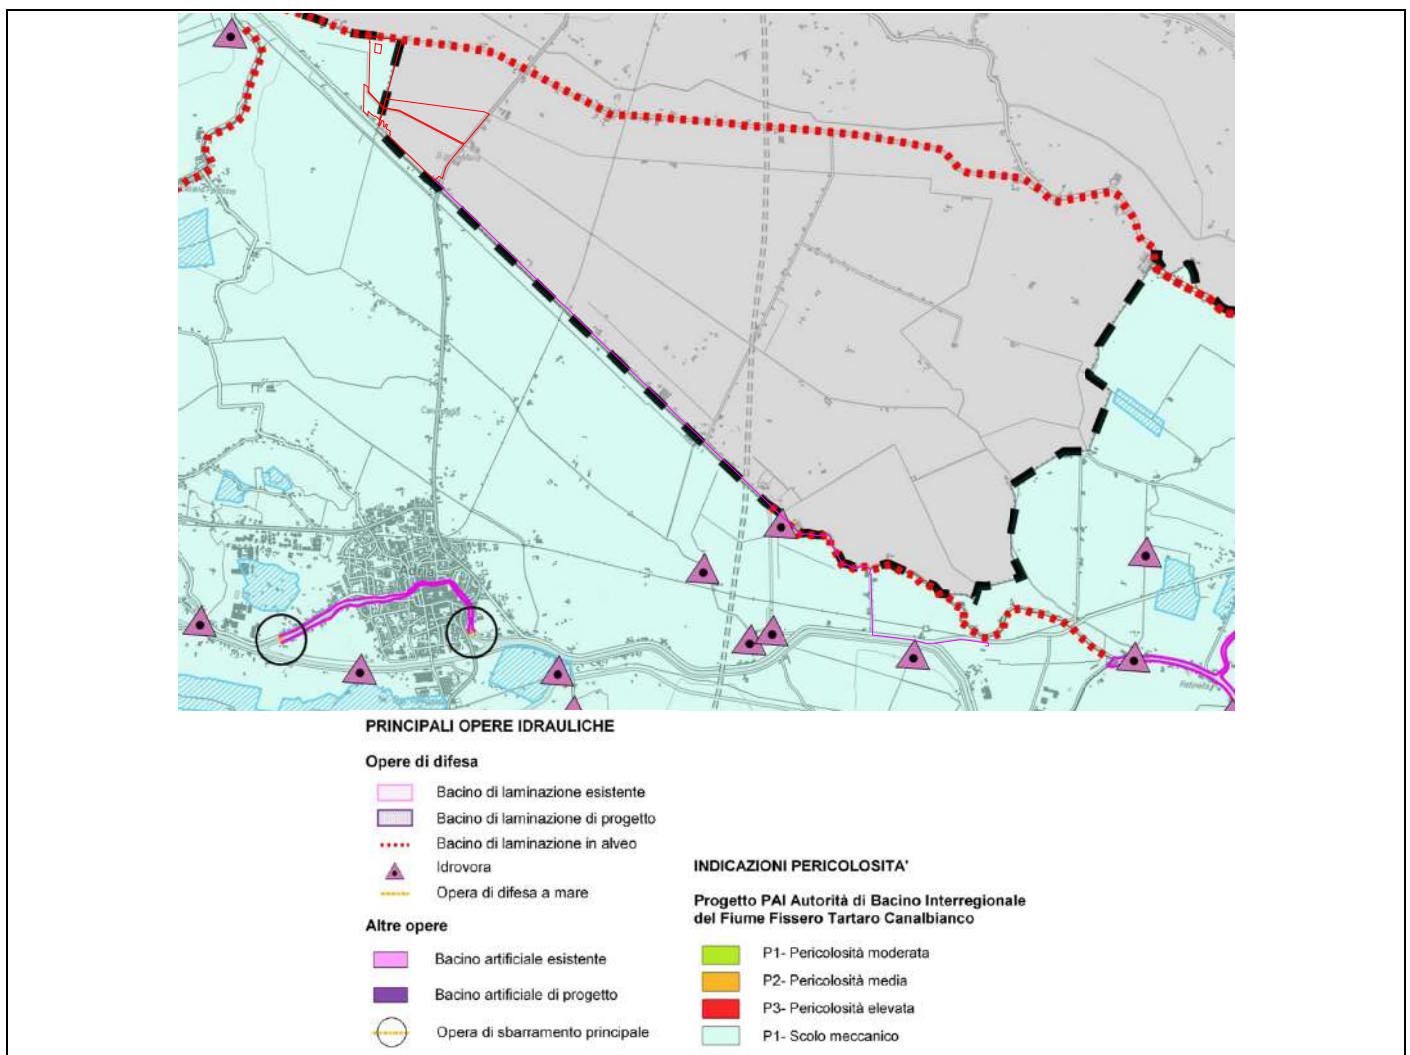 PRINCIPALI OPERE IDRAULICHE
Opere di difesa
Bacino di laminazione esistente
Bacino di laminazione di progetto
Bacino di laminazione in alveo
Idrovora
Opera di difesa a mare
Altre opere
Bacino artificiale esistente
Bacino artificiale di progetto
Opera di sbarramento principale
INDICAZIONI PERICOLOSITA'
Progetto PAI Autorità di Bacino Interregionale
del Fiume Fissero Tartaro Canalbianco
P1- Pericolosità moderata
P2- Pericolosità media
P3- Pericolosità elevata
P1- Scolo meccanico